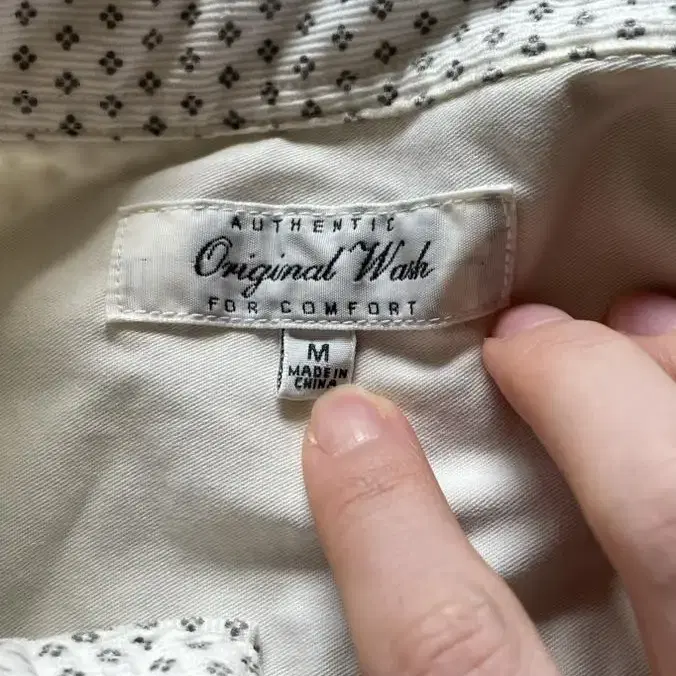 AUTHENTIC
Original Wash
FOR COMFORT
M
MADE IN
CHINA